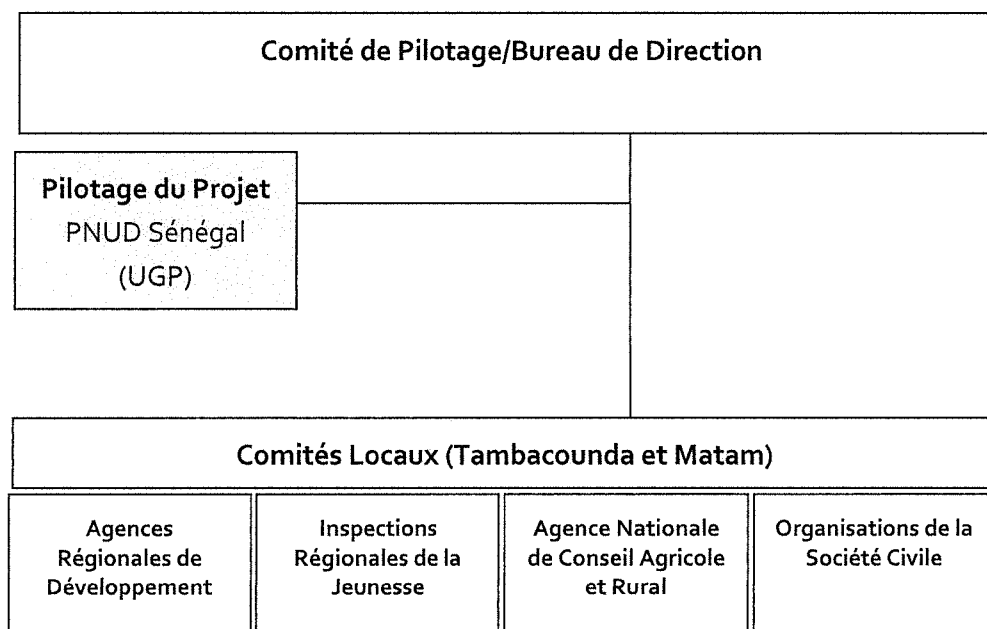 Comité de Pilotage/Bureau de Direction
Pilotage du Projet
PNUD Sénégal
(UGP)
Comités Locaux (Tambacounda et Matam)
Agences
Régionales de
Développement
Inspections
Régionales de la
Jeunesse
Agence Nationale
de Conseil Agricole
et Rural
Organisations de la
Société Civile